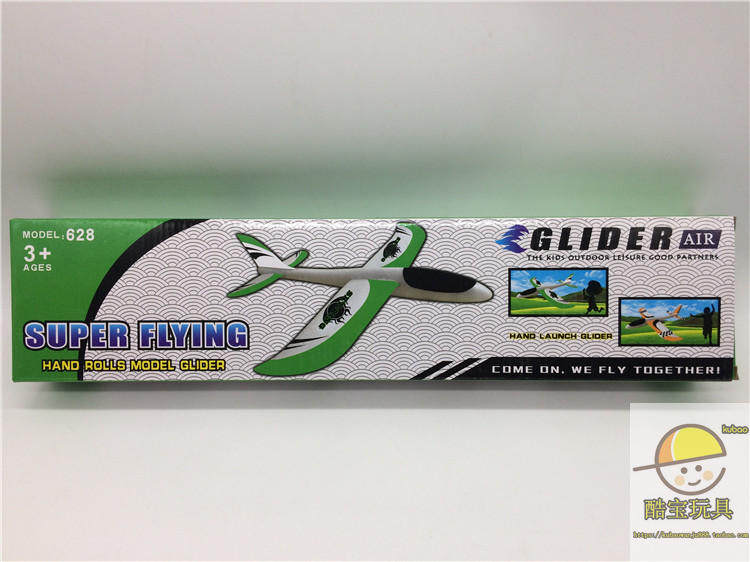 MODEL:628
3+
AGES
SUPER FLYING
HAND ROLLS MODEL GLIDER
GLIDER AIR
THE KIDS OUTDOOR LEISURE GOOD PARTNERS
HAND LAUNCH GLIDER
COME ON, WE FLY TOGETHER!
kubao
酷宝玩具